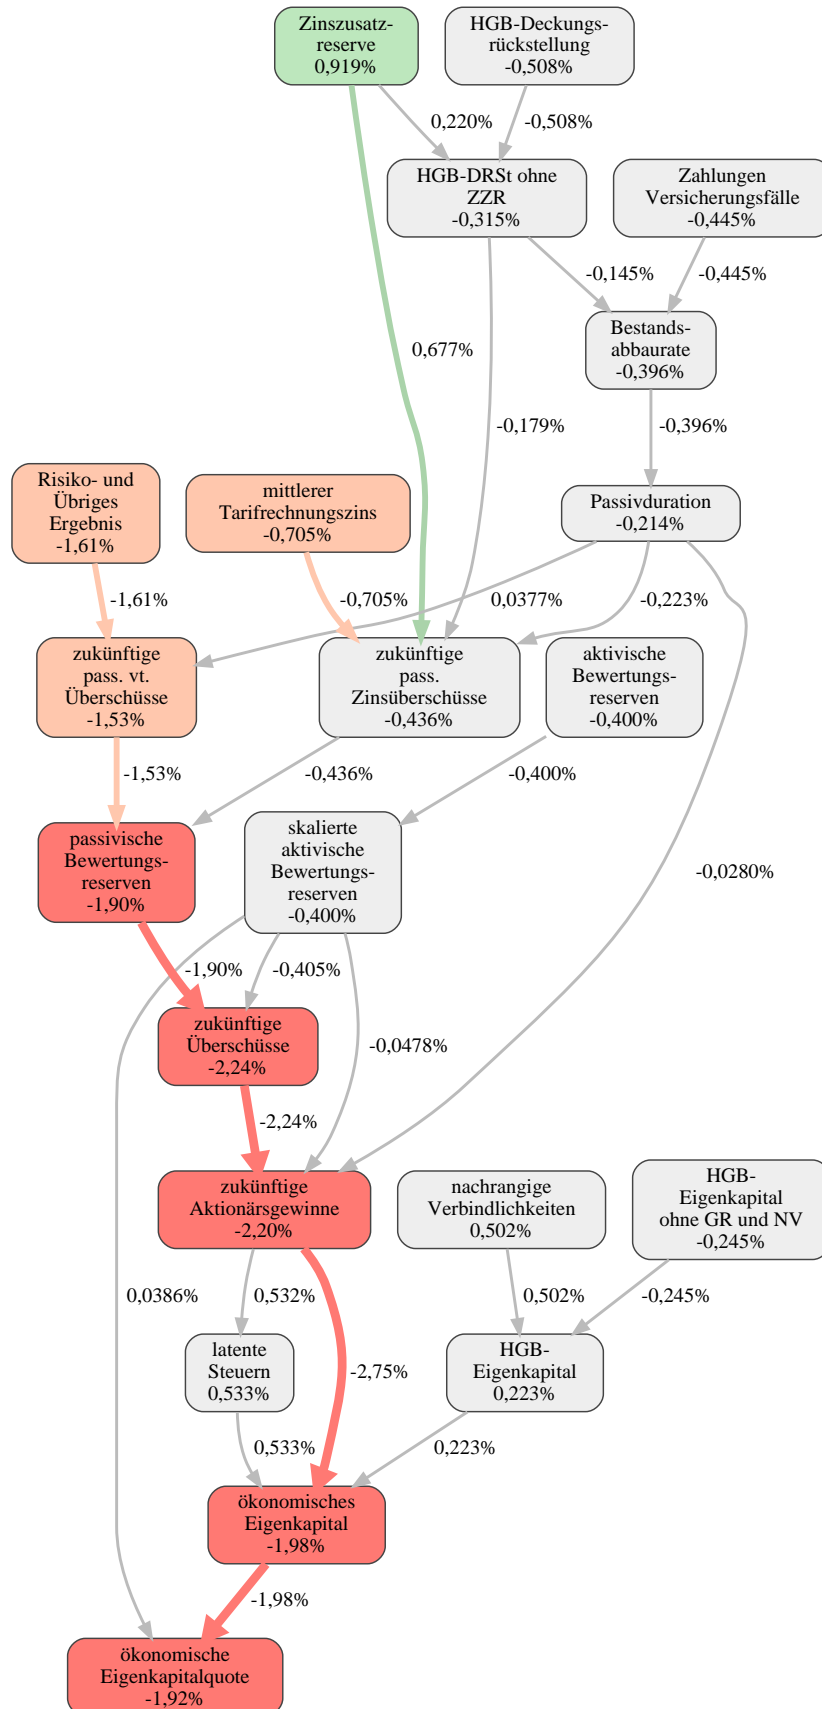 Zinszusatz-
reserve
0,919%
HGB-Deckungs-
rückstellung
-0,508%
0,220%
-0,508%
HGB-DRSt ohne
ZZR
-0,315%
Zahlungen
Versicherungsfälle
-0,445%
-0,145%
-0,445%
Bestands-
abbaurate
-0,396%
0,677%
-0,179%
-0,396%
Risiko- und
Übriges
Ergebnis
-1,61%
mittlerer
Tarifrechnungszins
-0,705%
Passivduration
-0,214%
-1,61%
-0,705%
0,0377%
-0,223%
zukünftige
pass. vt.
Überschüsse
-1,53%
zukünftige
pass.
Zinsüberschüsse
-0,436%
aktivische
Bewertungs-
reserven
-0,400%
-1,53%
-0,436%
-0,400%
passivische
Bewertungs-
reserven
-1,90%
skalierte
aktivische
Bewertungs-
reserven
-0,400%
-0,0280%
-1,90%
-0,405%
zukünftige
Überschüsse
-2,24%
-0,0478%
-2,24%
zukünftige
Aktionärsgewinne
-2,20%
nachrangige
Verbindlichkeiten
0,502%
HGB-
Eigenkapital
ohne GR und NV
-0,245%
0,0386%
0,532%
0,502%
-0,245%
latente
Steuern
0,533%
-2,75%
HGB-
Eigenkapital
0,223%
0,533%
0,223%
ökonomisches
Eigenkapital
-1,98%
-1,98%
ökonomische
Eigenkapitalquote
-1,92%